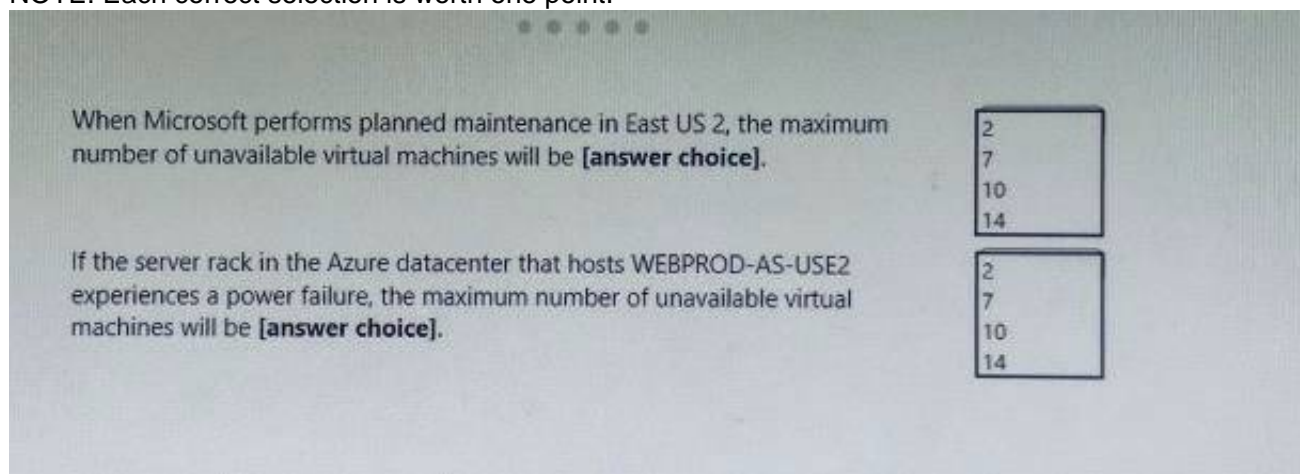 NOTE: Each correct selection is worth one point.
When Microsoft performs planned maintenance in East US 2, the maximum
number of unavailable virtual machines will be [answer choice].
2
7
10
14
If the server rack in the Azure datacenter that hosts WEBPROD-AS-USE2
experiences a power failure, the maximum number of unavailable virtual
machines will be [answer choice].
2
7
10
14